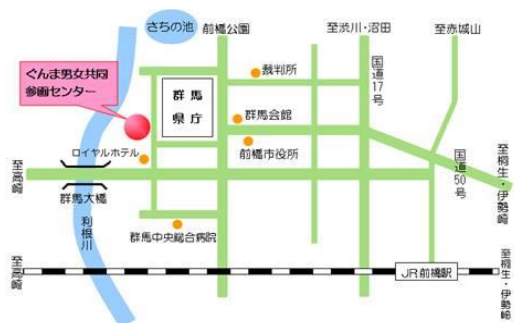 さちの池
前橋公園
至渋川・沼田
至赤城山
ぐんま男女共同
参画センター
裁判所
国道17号
群馬
県庁
群馬会館
ロイヤルホテル
前橋市役所
至高崎
群馬大橋
国道50号
至桐生・伊勢崎
利根川
群馬中央総合病院
至高崎
JR前橋駅
至桐生・伊勢崎